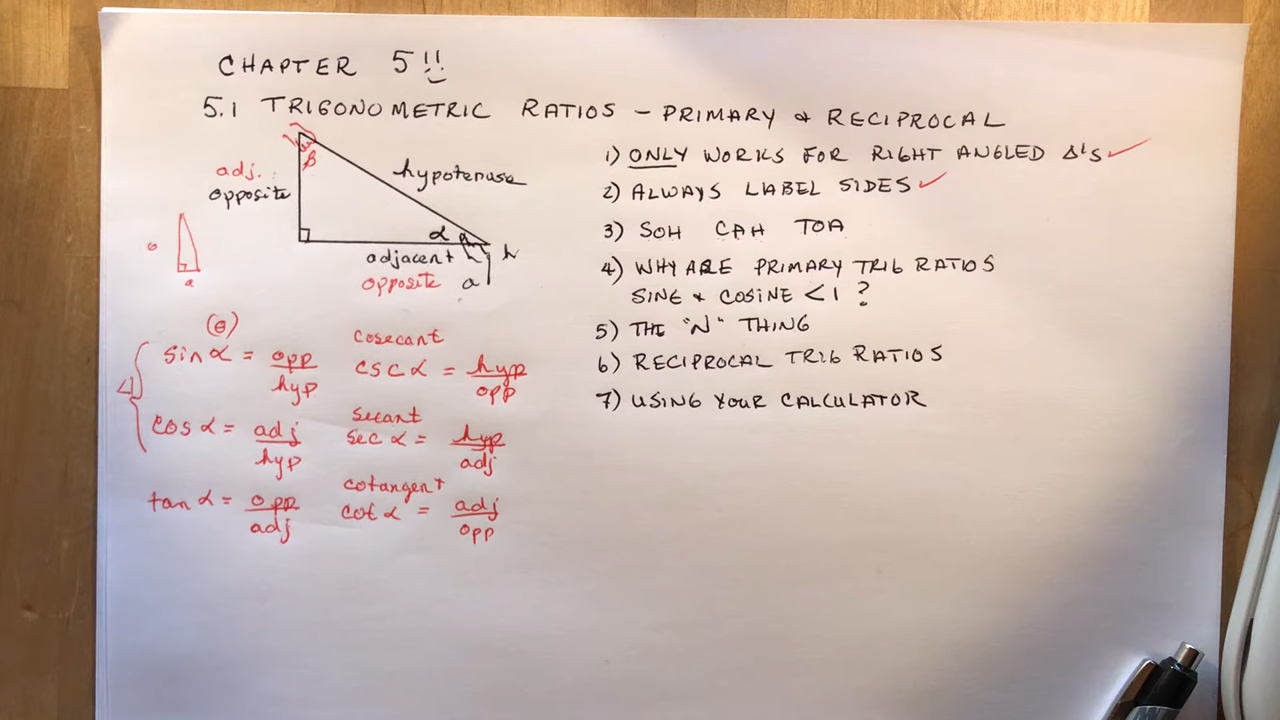 CHAPTER 5!!
5.1 TRIGONOMETRIC RATIOS – PRIMARY & RECIPROCAL
β
adj.
opposite
hypotenuse
α
adjacent
opposite
h
a
o
a
1) ONLY WORKS FOR RIGHT ANGLED Δ'S ✓
2) ALWAYS LABEL SIDES ✓
3) SOH CAH TOA
4) WHY ARE PRIMARY TRIG RATIOS
SINE & COSINE < 1 ?
5) THE "N" THING
6) RECIPROCAL TRIG RATIOS
7) USING YOUR CALCULATOR
(θ)
sin α = opp/hyp
cosecant
csc α = hyp/opp
<1
cos α = adj/hyp
secant
sec α = hyp/adj
tan α = opp/adj
cotangent
cot α = adj/opp